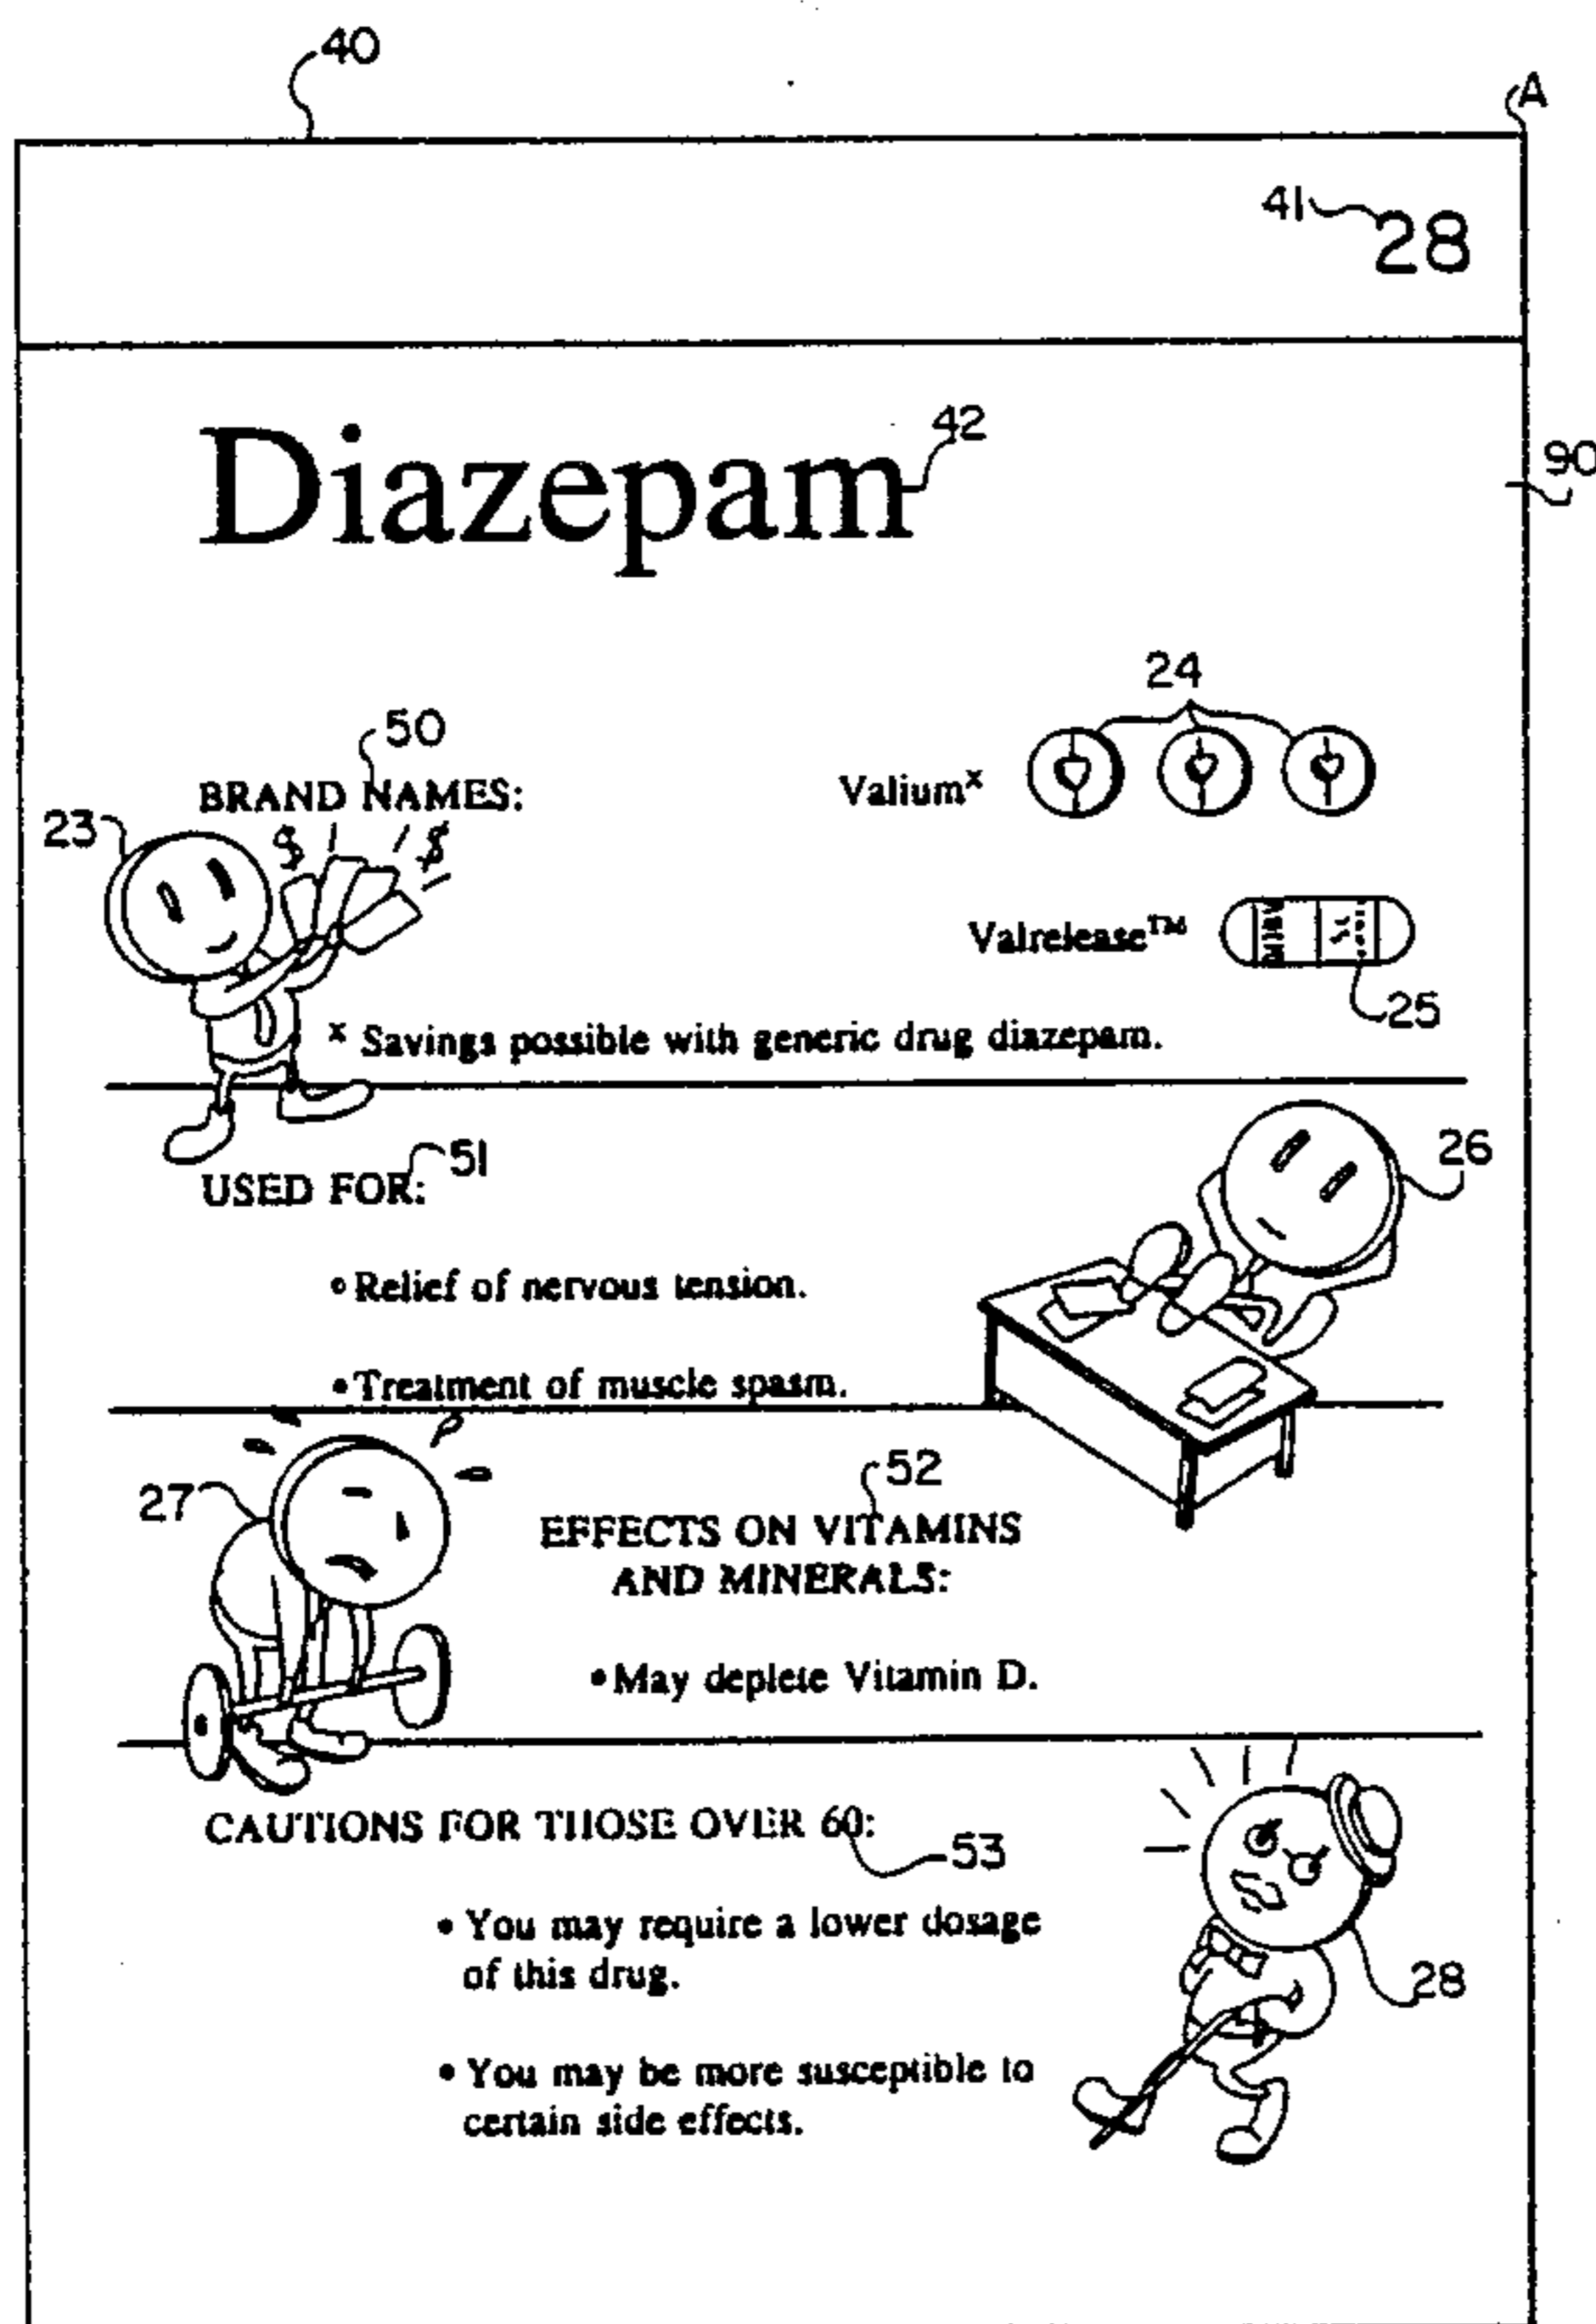 40
A
41 28
42
Diazepam
90
24
50
BRAND NAMES:
Valiumˣ
23
$ $
Valrelease™
25
ˣ Savings possible with generic drug diazepam.
51
26
USED FOR:
•Relief of nervous tension.
•Treatment of muscle spasm.
52
27
EFFECTS ON VITAMINS
AND MINERALS:
•May deplete Vitamin D.
CAUTIONS FOR THOSE OVER 60:
53
• You may require a lower dosage
of this drug.
28
• You may be more susceptible to
certain side effects.